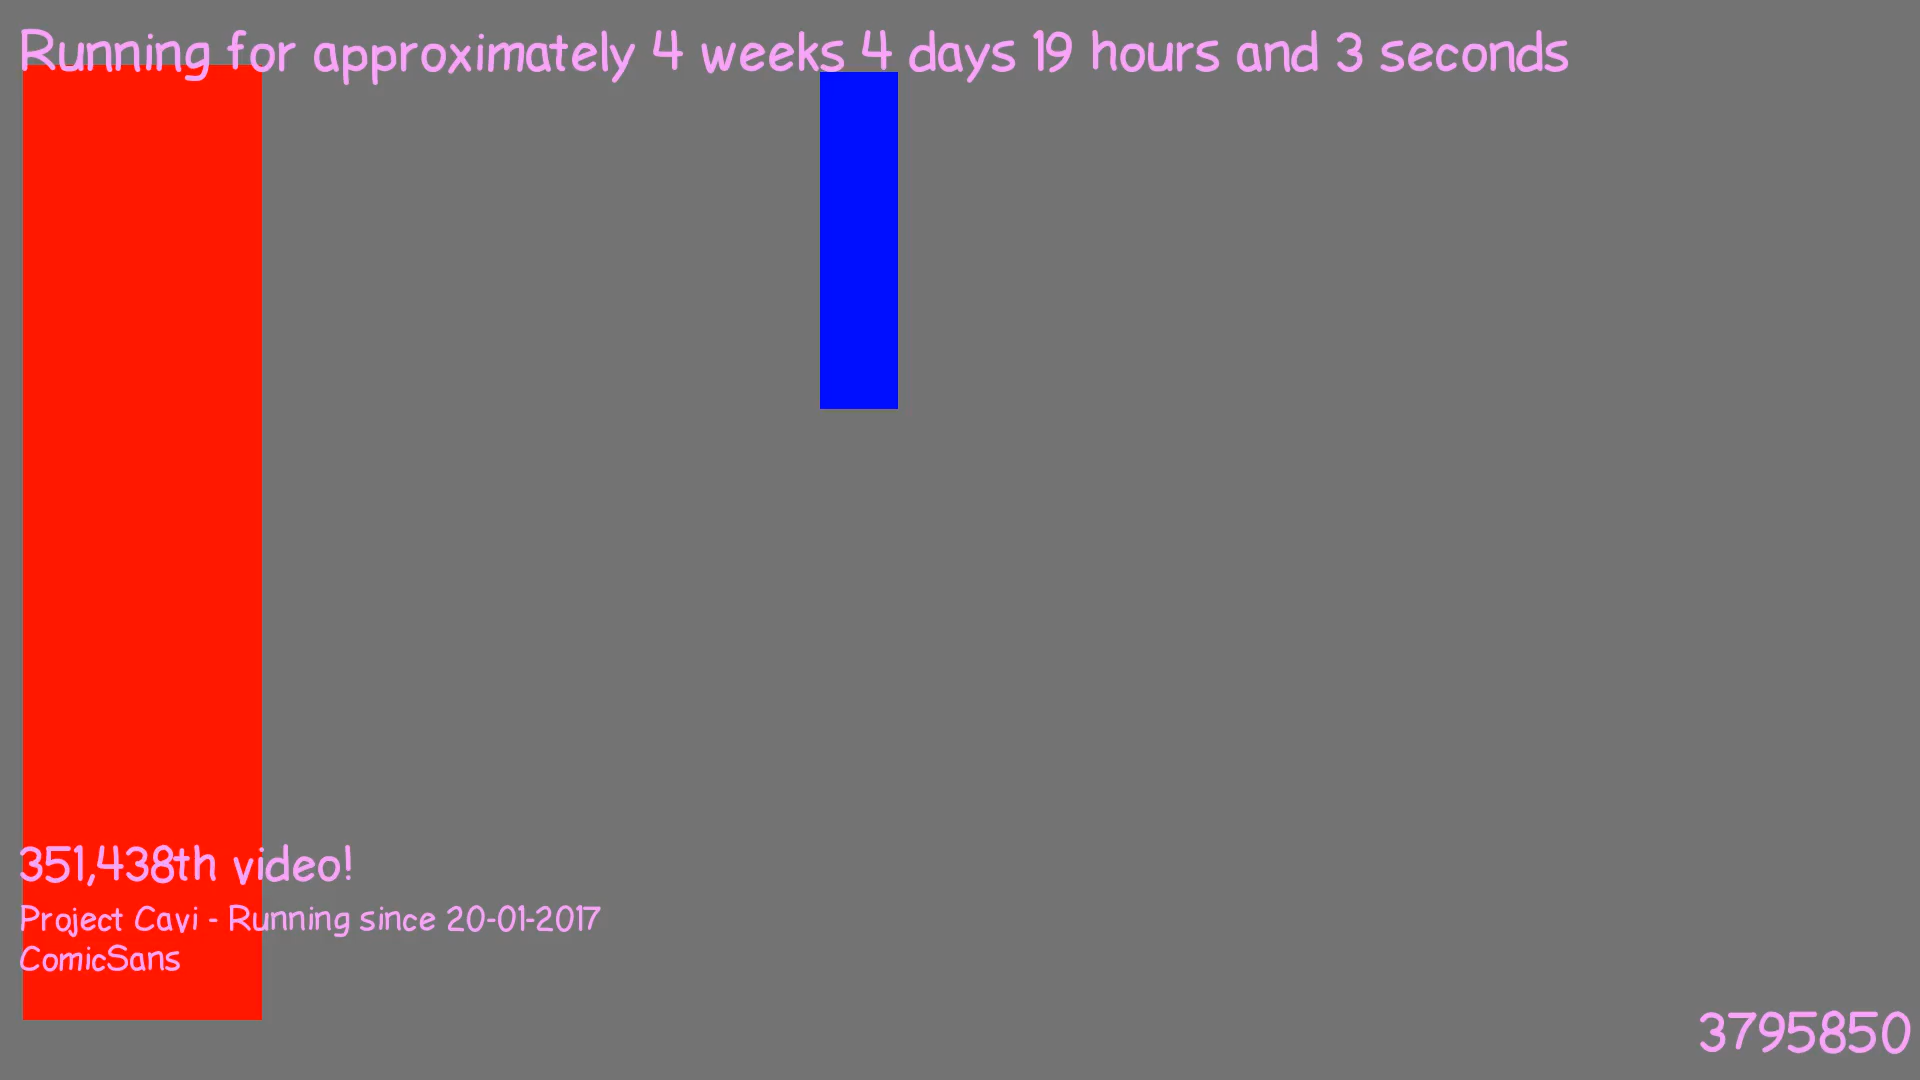 Running for approximately 4 weeks 4 days 19 hours and 3 seconds
351,438th video!
Project Cavi - Running since 20-01-2017
ComicSans
3795850